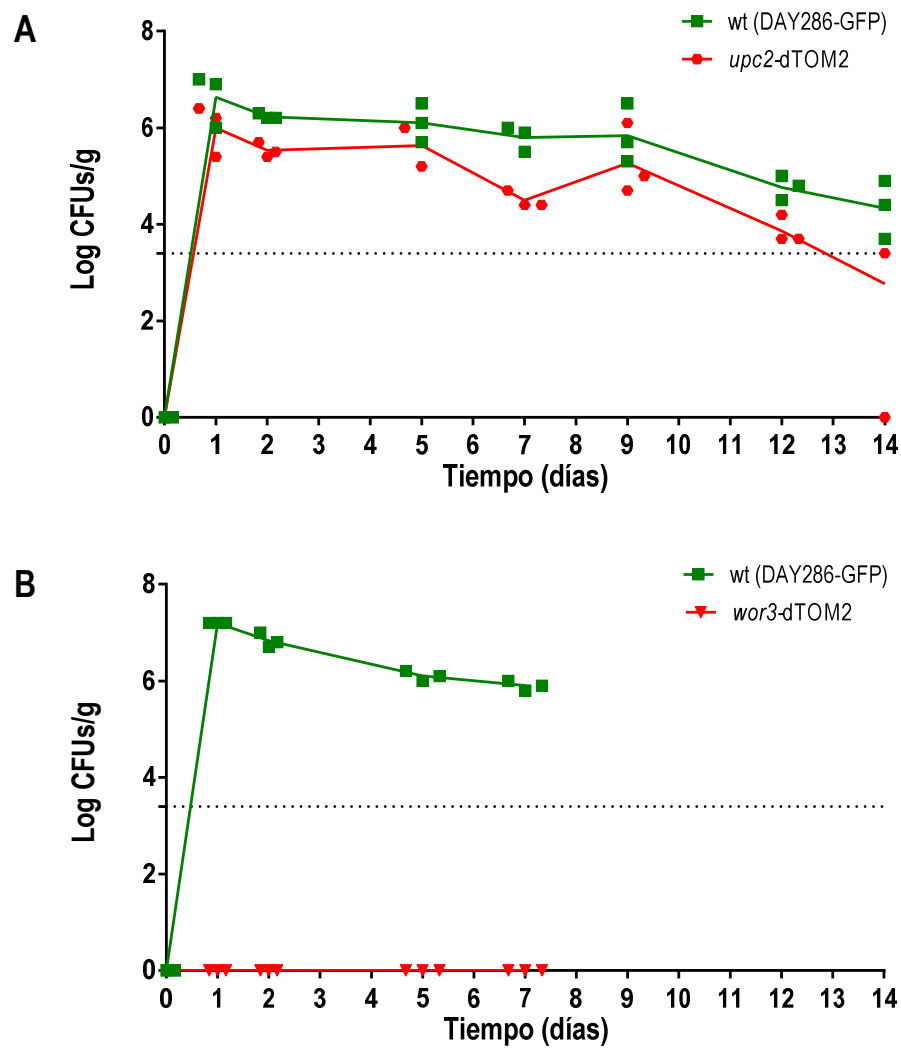 A
wt (DAY286-GFP)
upc2-dTOM2
Log CFUs/g
8
6
4
2
0
0 1 2 3 4 5 6 7 8 9 10 11 12 13 14
Tiempo (días)
B
wt (DAY286-GFP)
wor3-dTOM2
Log CFUs/g
8
6
4
2
0
0 1 2 3 4 5 6 7 8 9 10 11 12 13 14
Tiempo (días)